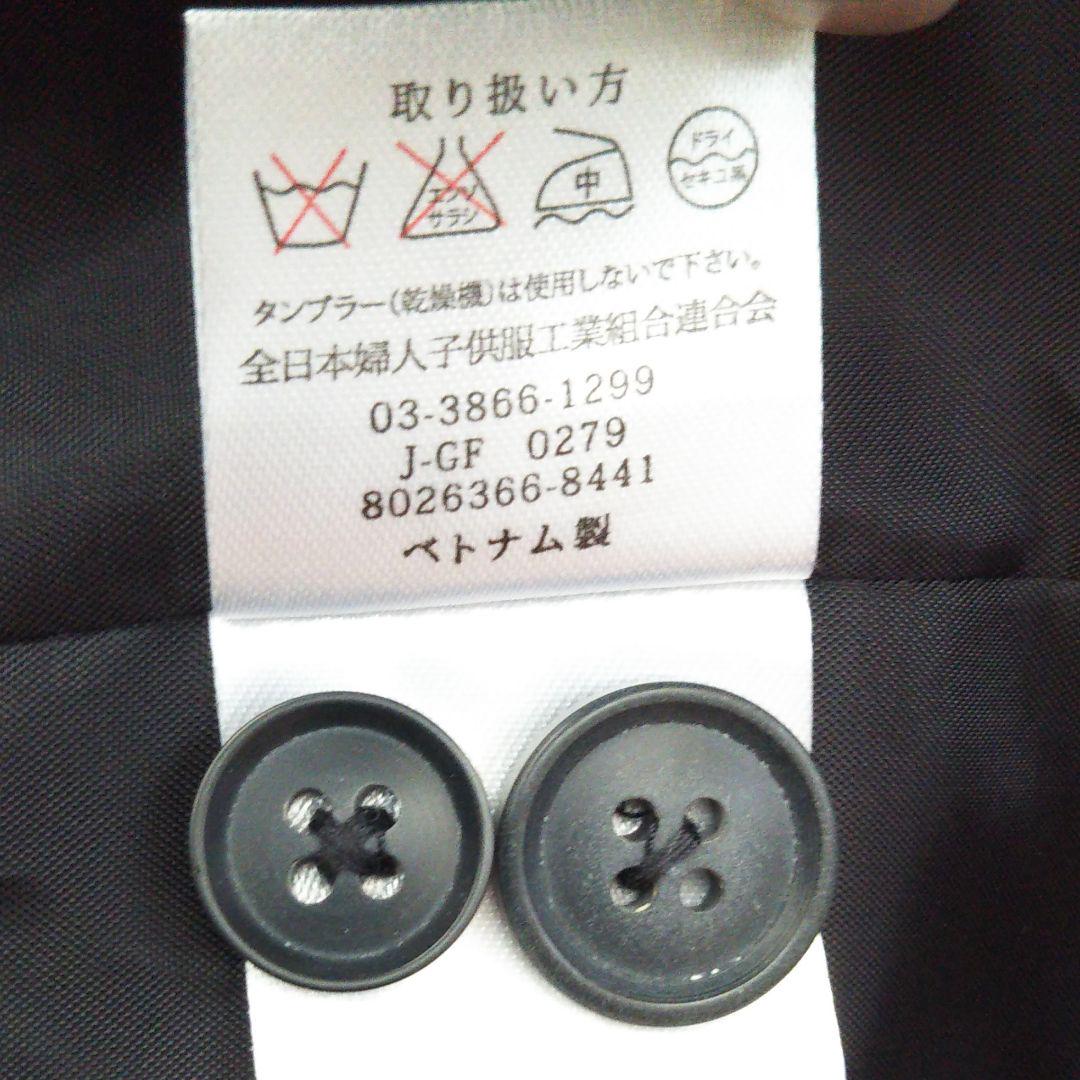 取り扱い方
エンソ
サラシ
中
ドライ
セキユ系
タンブラー(乾燥機)は使用しないで下さい。
全日本婦人子供服工業組合連合会
03-3866-1299
J-GF 0279
8026366-8441
ベトナム製